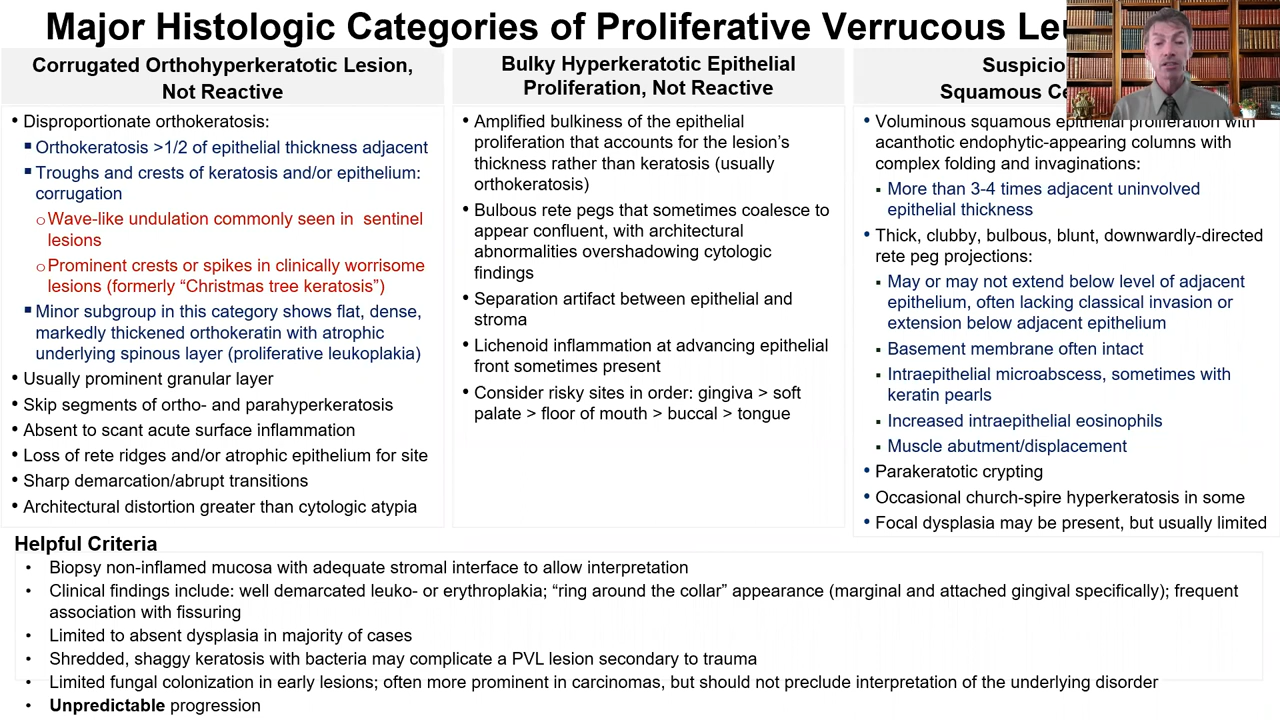 Major Histologic Categories of Proliferative Verrucous Leu
Corrugated Orthohyperkeratotic Lesion,
Not Reactive
• Disproportionate orthokeratosis:
▪ Orthokeratosis >1/2 of epithelial thickness adjacent
▪ Troughs and crests of keratosis and/or epithelium:
corrugation
o Wave-like undulation commonly seen in sentinel
lesions
o Prominent crests or spikes in clinically worrisome
lesions (formerly “Christmas tree keratosis”)
▪ Minor subgroup in this category shows flat, dense,
markedly thickened orthokeratin with atrophic
underlying spinous layer (proliferative leukoplakia)
• Usually prominent granular layer
• Skip segments of ortho- and parahyperkeratosis
• Absent to scant acute surface inflammation
• Loss of rete ridges and/or atrophic epithelium for site
• Sharp demarcation/abrupt transitions
• Architectural distortion greater than cytologic atypia
Bulky Hyperkeratotic Epithelial
Proliferation, Not Reactive
• Amplified bulkiness of the epithelial
proliferation that accounts for the lesion’s
thickness rather than keratosis (usually
orthokeratosis)
• Bulbous rete pegs that sometimes coalesce to
appear confluent, with architectural
abnormalities overshadowing cytologic
findings
• Separation artifact between epithelial and
stroma
• Lichenoid inflammation at advancing epithelial
front sometimes present
• Consider risky sites in order: gingiva > soft
palate > floor of mouth > buccal > tongue
Suspicio
Squamous Ce
• Voluminous squamous epithelial proliferation with
acanthotic endophytic-appearing columns with
complex folding and invaginations:
▪ More than 3-4 times adjacent uninvolved
epithelial thickness
• Thick, clubby, bulbous, blunt, downwardly-directed
rete peg projections:
▪ May or may not extend below level of adjacent
epithelium, often lacking classical invasion or
extension below adjacent epithelium
▪ Basement membrane often intact
▪ Intraepithelial microabscess, sometimes with
keratin pearls
▪ Increased intraepithelial eosinophils
▪ Muscle abutment/displacement
• Parakeratotic crypting
• Occasional church-spire hyperkeratosis in some
• Focal dysplasia may be present, but usually limited
Helpful Criteria
• Biopsy non-inflamed mucosa with adequate stromal interface to allow interpretation
• Clinical findings include: well demarcated leuko- or erythroplakia; “ring around the collar” appearance (marginal and attached gingival specifically); frequent
association with fissuring
• Limited to absent dysplasia in majority of cases
• Shredded, shaggy keratosis with bacteria may complicate a PVL lesion secondary to trauma
• Limited fungal colonization in early lesions; often more prominent in carcinomas, but should not preclude interpretation of the underlying disorder
• Unpredictable progression